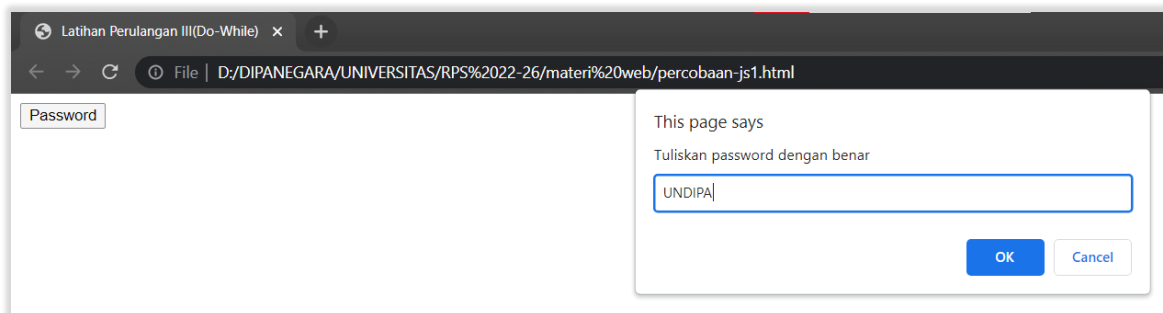 Latihan Perulangan III(Do-While)
File | D:/DIPANEGARA/UNIVERSITAS/RPS%2022-26/materi%20web/percobaan-js1.html
Password
This page says
Tuliskan password dengan benar
UNDIPA
OK Cancel